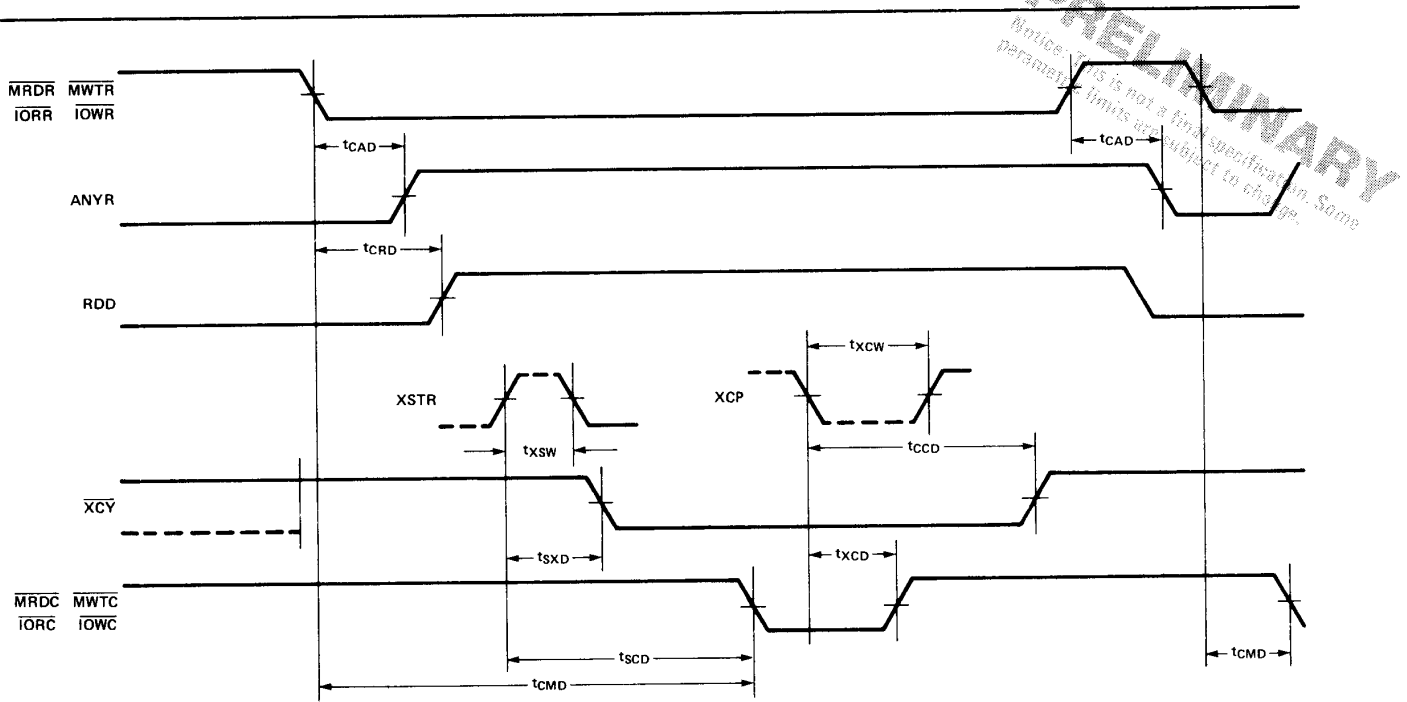 PRELIMINARY
Notice: This is not a final specification. Some
parametric limits are subject to change.
MRDR MWTR
IORR IOWR
tCAD
tCAD
ANYR
tCRD
RDD
XSTR
tXSW
XCP
tXCW
tCCD
XCY
tSXD
tXCD
MRDC MWTC
IORC IOWC
tSCD
tCMD
tCMD